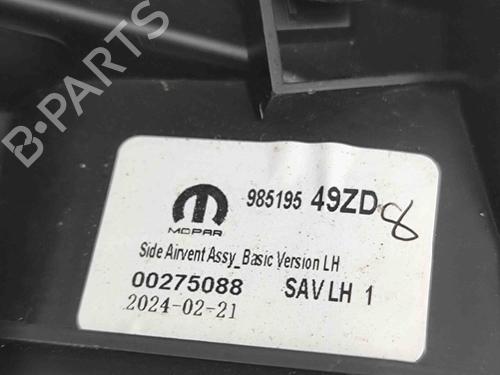 B-PARTS
MOPAR
985195 49ZD 8
Side Airvent Assy_Basic Version LH
00275088 SAV LH 1
2024-02-21